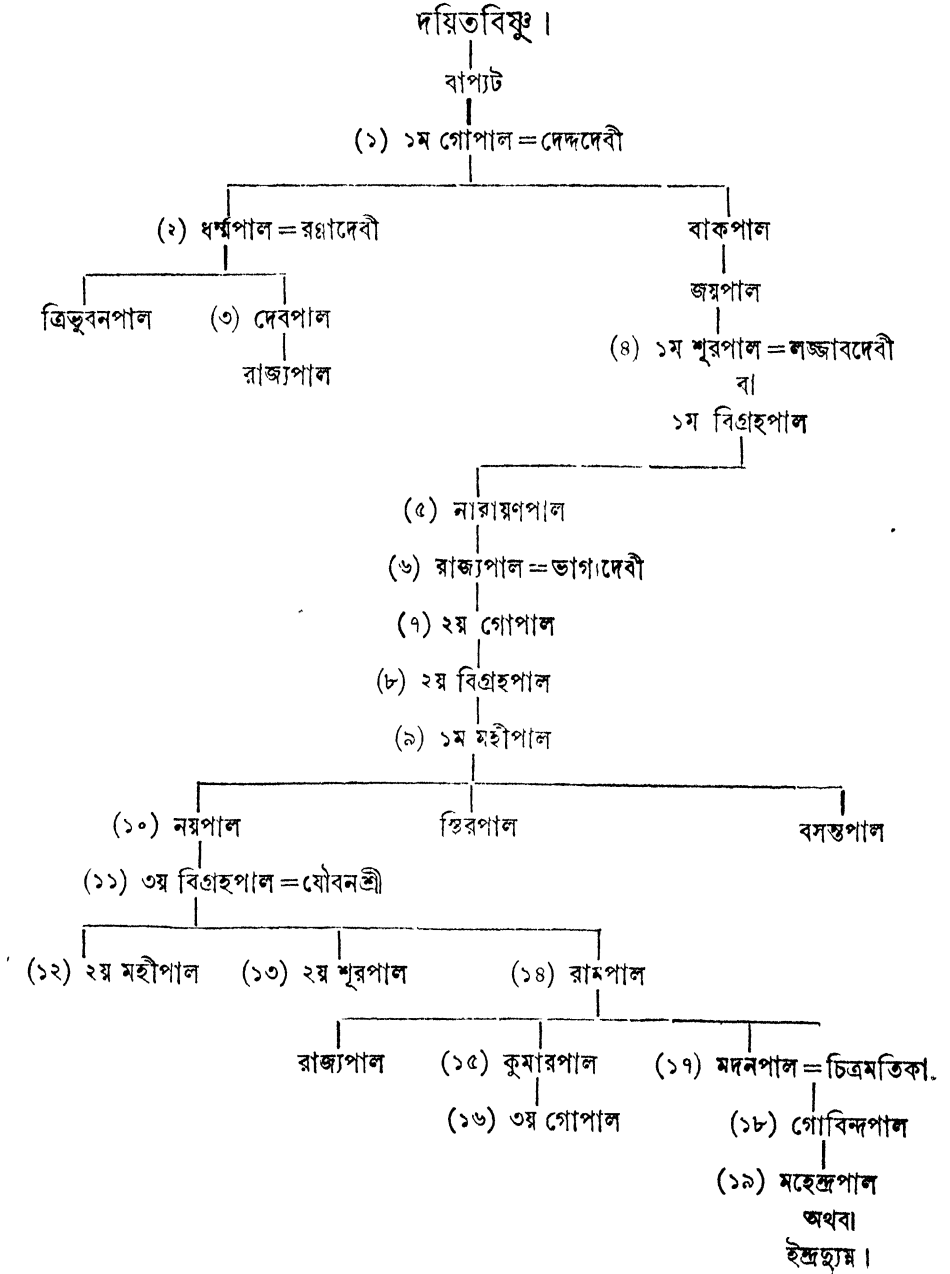 দয়িতবিষ্ণু ।
বাপ্যট
(১) ১ম গোপাল = দেদ্দদেবী
(২) ধর্ম্মপাল = রণ্ণাদেবী বাকপাল
জয়পাল
ত্রিভুবনপাল (৩) দেবপাল
(৪) ১ম শূরপাল = লজ্জাবদেবী
রাজ্যপাল
বা
১ম বিগ্রহপাল
(৫) নারায়ণপাল
(৬) রাজ্যপাল = ভাগ্যদেবী
(৭) ২য় গোপাল
(৮) ২য় বিগ্রহপাল
(৯) ১ম মহীপাল
(১০) নয়পাল স্থিরপাল বসন্তপাল
(১১) ৩য় বিগ্রহপাল = যৌবনশ্রী
(১২) ২য় মহীপাল (১৩) ২য় শূরপাল (১৪) রামপাল
রাজ্যপাল (১৫) কুমারপাল (১৭) মদনপাল = চিত্রমতিকা.
(১৬) ৩য় গোপাল (১৮) গোবিন্দপাল
(১৯) মহেন্দ্রপাল
অথবা
ইন্দ্রদ্যুম্ন ।